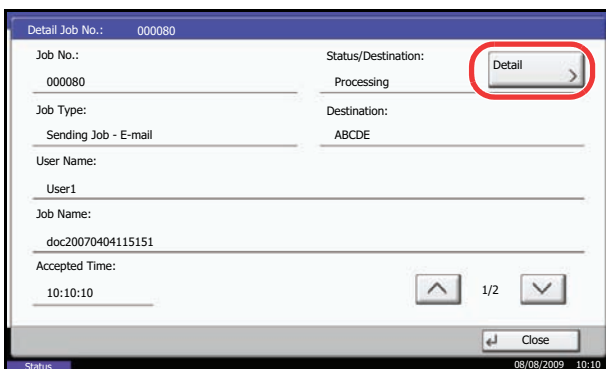 Detail Job No.: 000080
Job No.: Status/Destination:
Detail
000080 Processing
Job Type: Destination:
Sending Job - E-mail ABCDE
User Name:
User1
Job Name:
doc20070404115151
Accepted Time:
10:10:10 1/2
Close
Status 08/08/2009 10:10